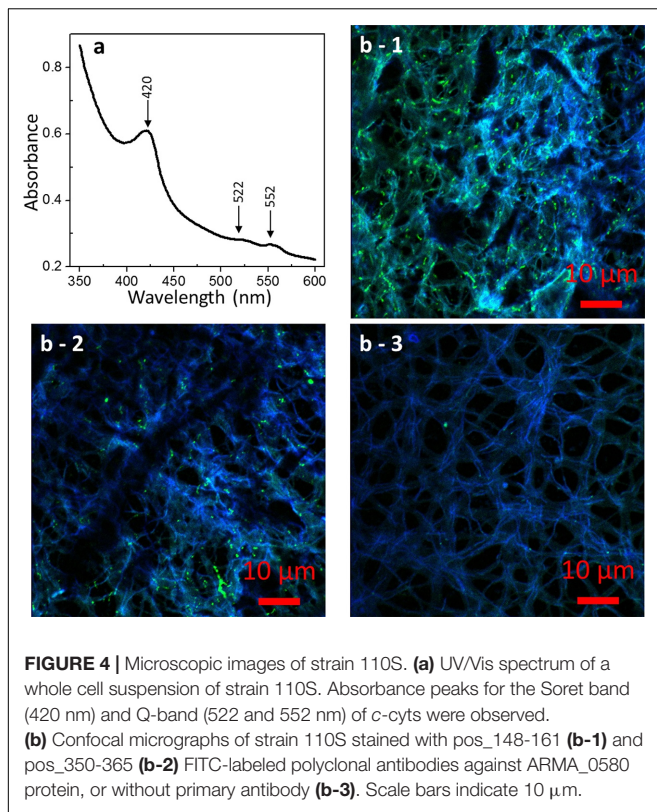 a
b - 1
0.8
0.6
0.4
0.2
Absorbance
420
522
552
350 400 450 500 550 600
Wavelength (nm)
10 µm
b - 2
10 µm
b - 3
10 µm
FIGURE 4 | Microscopic images of strain 110S. (a) UV/Vis spectrum of a
whole cell suspension of strain 110S. Absorbance peaks for the Soret band
(420 nm) and Q-band (522 and 552 nm) of c-cyts were observed.
(b) Confocal micrographs of strain 110S stained with pos_148-161 (b-1) and
pos_350-365 (b-2) FITC-labeled polyclonal antibodies against ARMA_0580
protein, or without primary antibody (b-3). Scale bars indicate 10 µm.